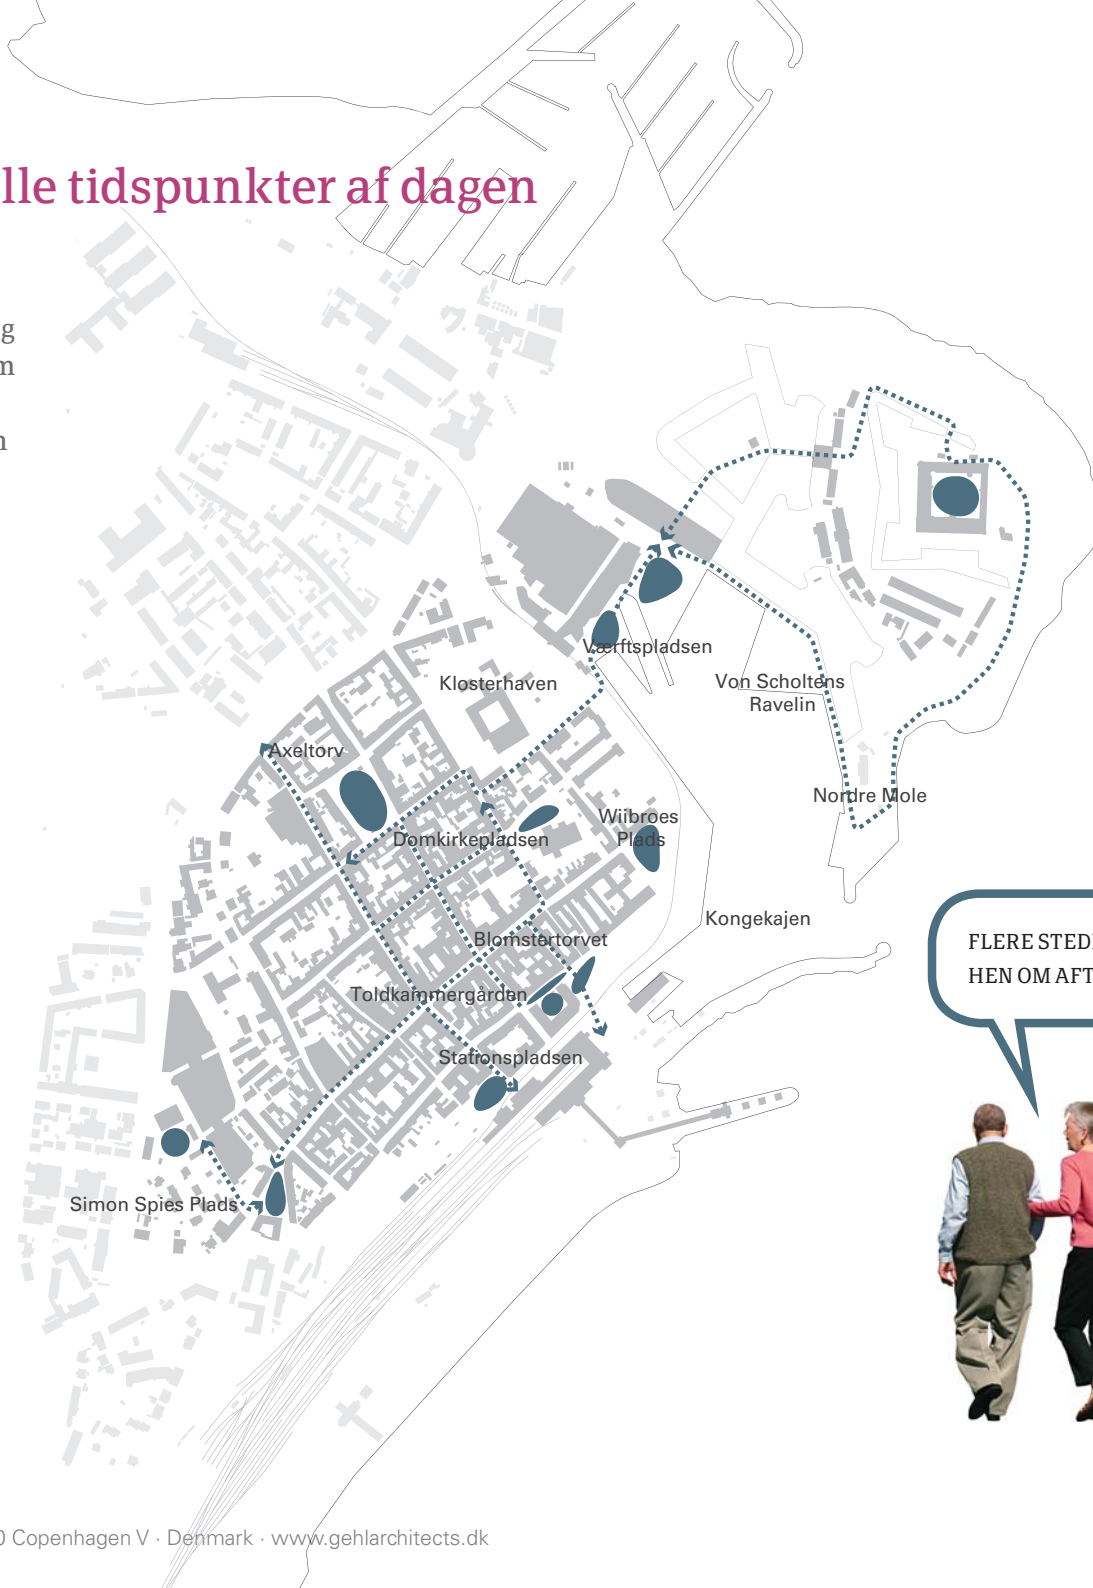 lle tidspunkter af dagen
g
m
n
Værftspladsen
Klosterhaven
Von Scholtens
Ravelin
Axeltorv
Nordre Mole
Wiibroes
Plads
Domkirkepladsen
Kongekajen
Blomstertorvet
FLERE STED
HEN OM AFT
Toldkammergården
Stationspladsen
Simon Spies Plads
0 Copenhagen V · Denmark · www.gehlarchitects.dk